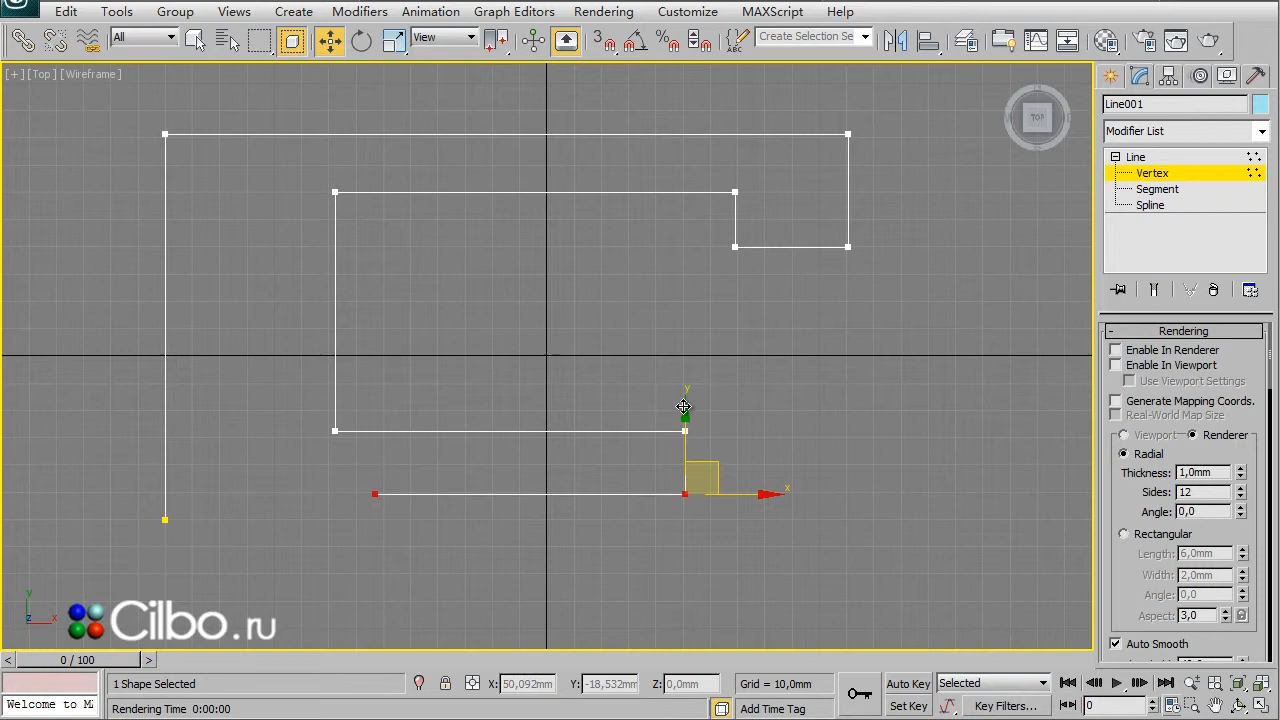 Edit Tools Group Views Create Modifiers Animation Graph Editors Rendering Customize MAXScript Help
All View 3 Create Selection Se
[+] [Top] [Wireframe]
TOP
Line001
Modifier List
Line
Vertex
Segment
Spline
- Rendering
Enable In Renderer
Enable In Viewport
Use Viewport Settings
Generate Mapping Coords.
Real-World Map Size
Viewport Renderer
Radial
Thickness: 1,0mm
Sides: 12
Angle: 0,0
Rectangular
Length: 6,0mm
Width: 2,0mm
Angle: 0,0
Aspect: 3,0
Auto Smooth
y
x
y
z x
Cilbo.ru
< 0 / 100 >
1 Shape Selected X: 50,092mm Y: -18,532mm Z: 0,0mm Grid = 10,0mm Auto Key Selected
Welcome to M Rendering Time 0:00:00 Add Time Tag Set Key Key Filters... 0